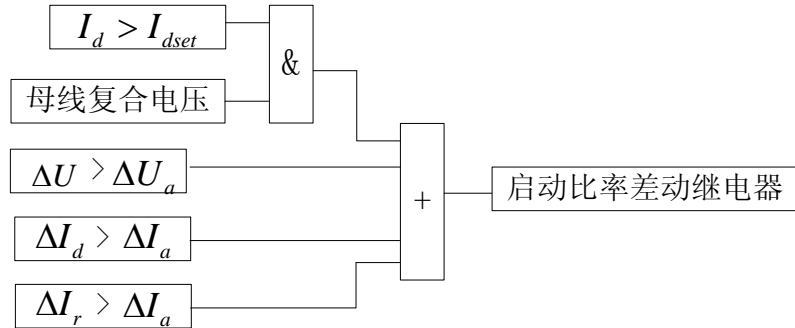 I_d > I_dset
&
母线复合电压
ΔU > ΔU_a
+
启动比率差动继电器
ΔI_d > ΔI_a
ΔI_r > ΔI_a